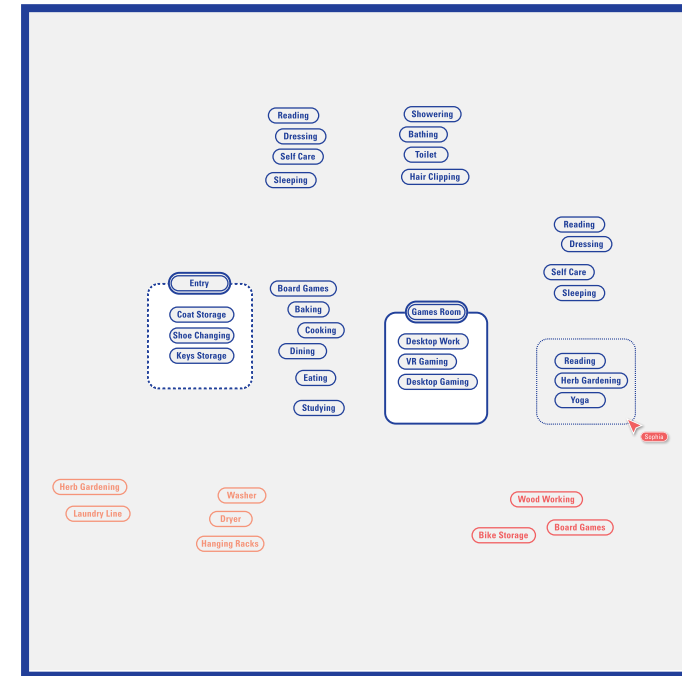 Reading
Dressing
Self Care
Sleeping
Showering
Bathing
Toilet
Hair Clipping
Reading
Dressing
Self Care
Sleeping
Entry
Coat Storage
Shoe Changing
Keys Storage
Board Games
Baking
Cooking
Dining
Eating
Studying
Games Room
Desktop Work
VR Gaming
Desktop Gaming
Reading
Herb Gardening
Yoga
Sophia
Herb Gardening
Laundry Line
Washer
Dryer
Hanging Racks
Wood Working
Board Games
Bike Storage